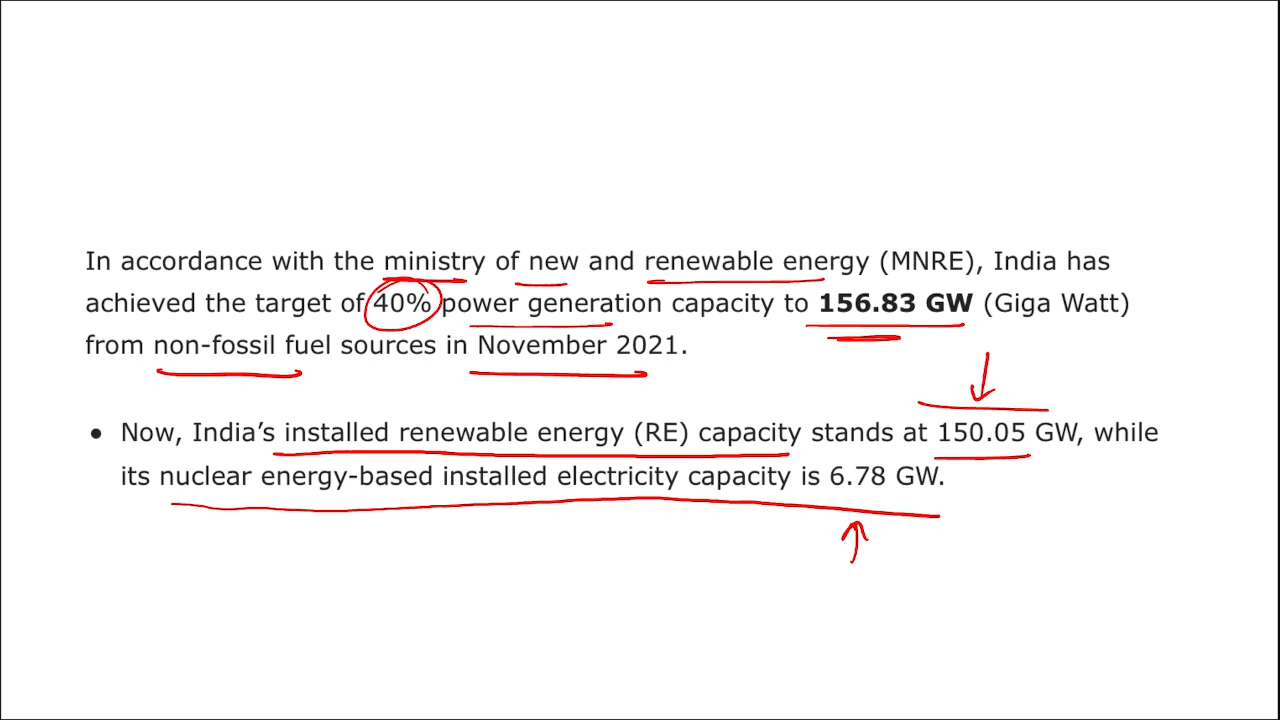 In accordance with the ministry of new and renewable energy (MNRE), India has
achieved the target of 40% power generation capacity to 156.83 GW (Giga Watt)
from non-fossil fuel sources in November 2021.
• Now, India’s installed renewable energy (RE) capacity stands at 150.05 GW, while
its nuclear energy-based installed electricity capacity is 6.78 GW.